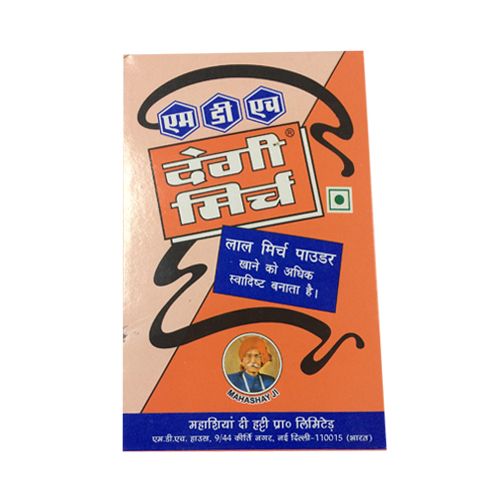 एम डी एच
देगी ®
मिर्च
लाल मिर्च पाउडर
खाने को अधिक
स्वादिष्ट बनाता है।
MAHASHAY JI
महाशियां दी हट्टी प्रा० लिमिटेड
एम.डी.एच. हाउस, 9/44 कीर्ति नगर, नई दिल्ली-110015 (भारत)